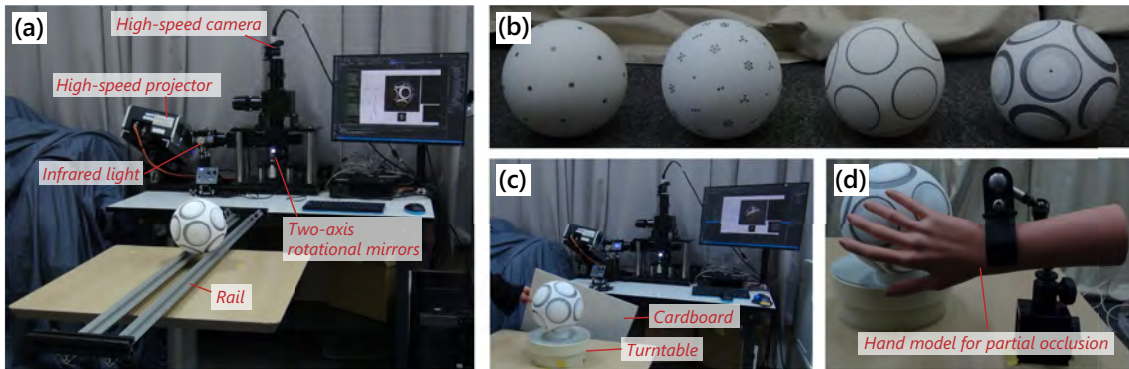 (a)
High-speed camera
High-speed projector
Infrared light
Two-axis
rotational mirrors
Rail
(b)
(c)
Cardboard
Turntable
(d)
Hand model for partial occlusion